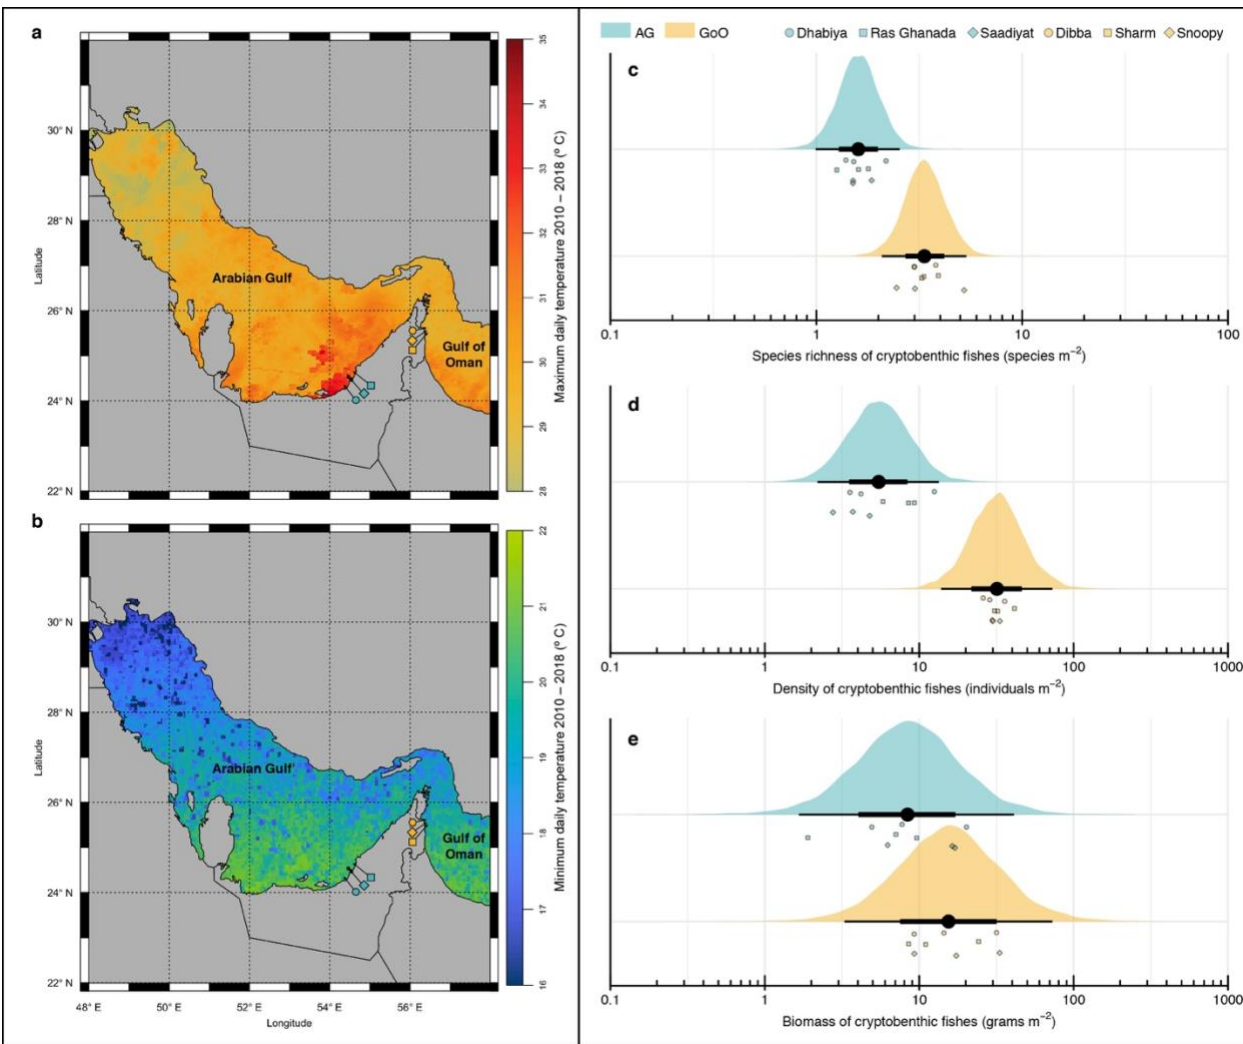 a
30° N
28° N
26° N
24° N
22° N
Latitude
Arabian Gulf
Gulf of
Oman
35
34
33
32
31
30
29
28
Maximum daily temperature 2010 – 2018 (º C)
b
30° N
28° N
26° N
24° N
22° N
Latitude
Arabian Gulf
Gulf of
Oman
48° E
50° E
52° E
54° E
56° E
Longitude
22
21
20
19
18
17
16
Minimum daily temperature 2010 – 2018 (º C)
AG GoO Dhabiya Ras Ghanada Saadiyat Dibba Sharm Snoopy
c
0.1 1 10 100
Species richness of cryptobenthic fishes (species m⁻²)
d
0.1 1 10 100 1000
Density of cryptobenthic fishes (individuals m⁻²)
e
0.1 1 10 100 1000
Biomass of cryptobenthic fishes (grams m⁻²)